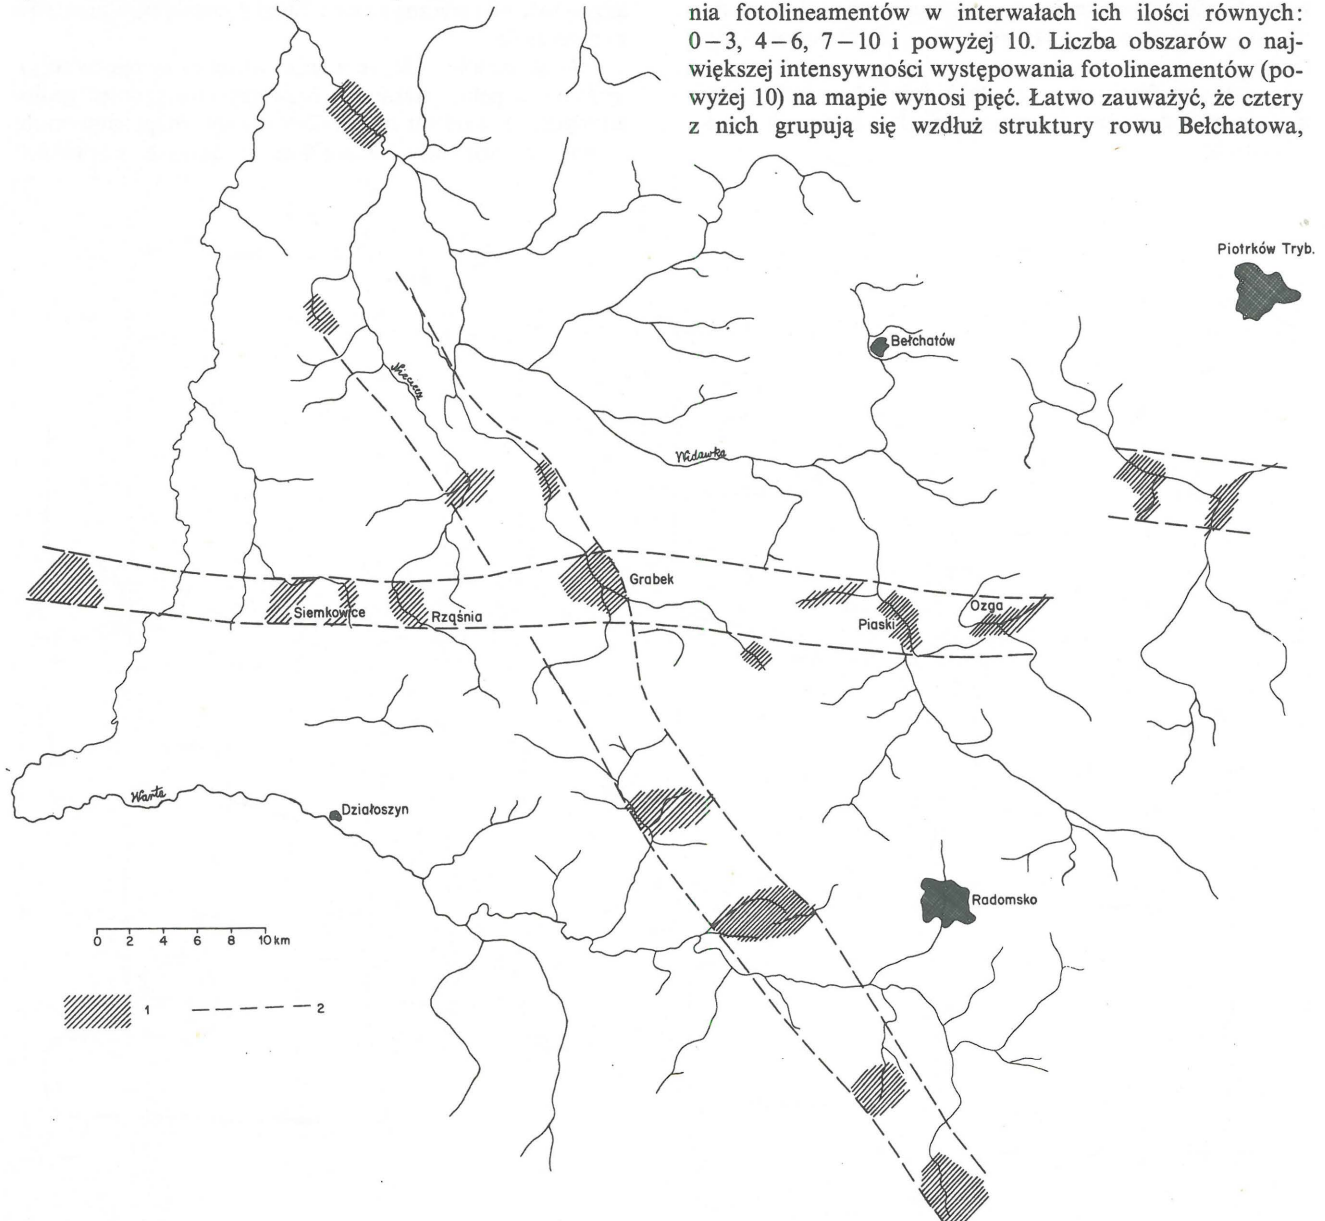 nia fotolineamentów w interwałach ich ilości równych:
0–3, 4–6, 7–10 i powyżej 10. Liczba obszarów o naj-
większej intensywności występowania fotolineamentów (po-
wyżej 10) na mapie wynosi pięć. Łatwo zauważyć, że cztery
z nich grupują się wzdłuż struktury rowu Bełchatowa,
Piotrków Tryb.
Bełchatów
Widawka
Grabek
Siemkowice
Rząśnia
Ozga
Piaski
Warta
Działoszyn
Radomsko
0 2 4 6 8 10 km
1
2